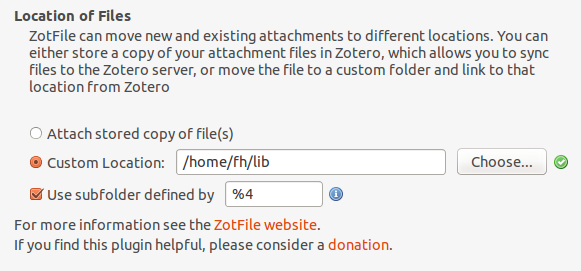 Location of Files
ZotFile can move new and existing attachments to different locations. You can
either store a copy of your attachment files in Zotero, which allows you to sync
files to the Zotero server, or move the file to a custom folder and link to that
location from Zotero
Attach stored copy of file(s)
Custom Location: /home/fh/lib Choose...
Use subfolder defined by %4
For more information see the ZotFile website.
If you find this plugin helpful, please consider a donation.